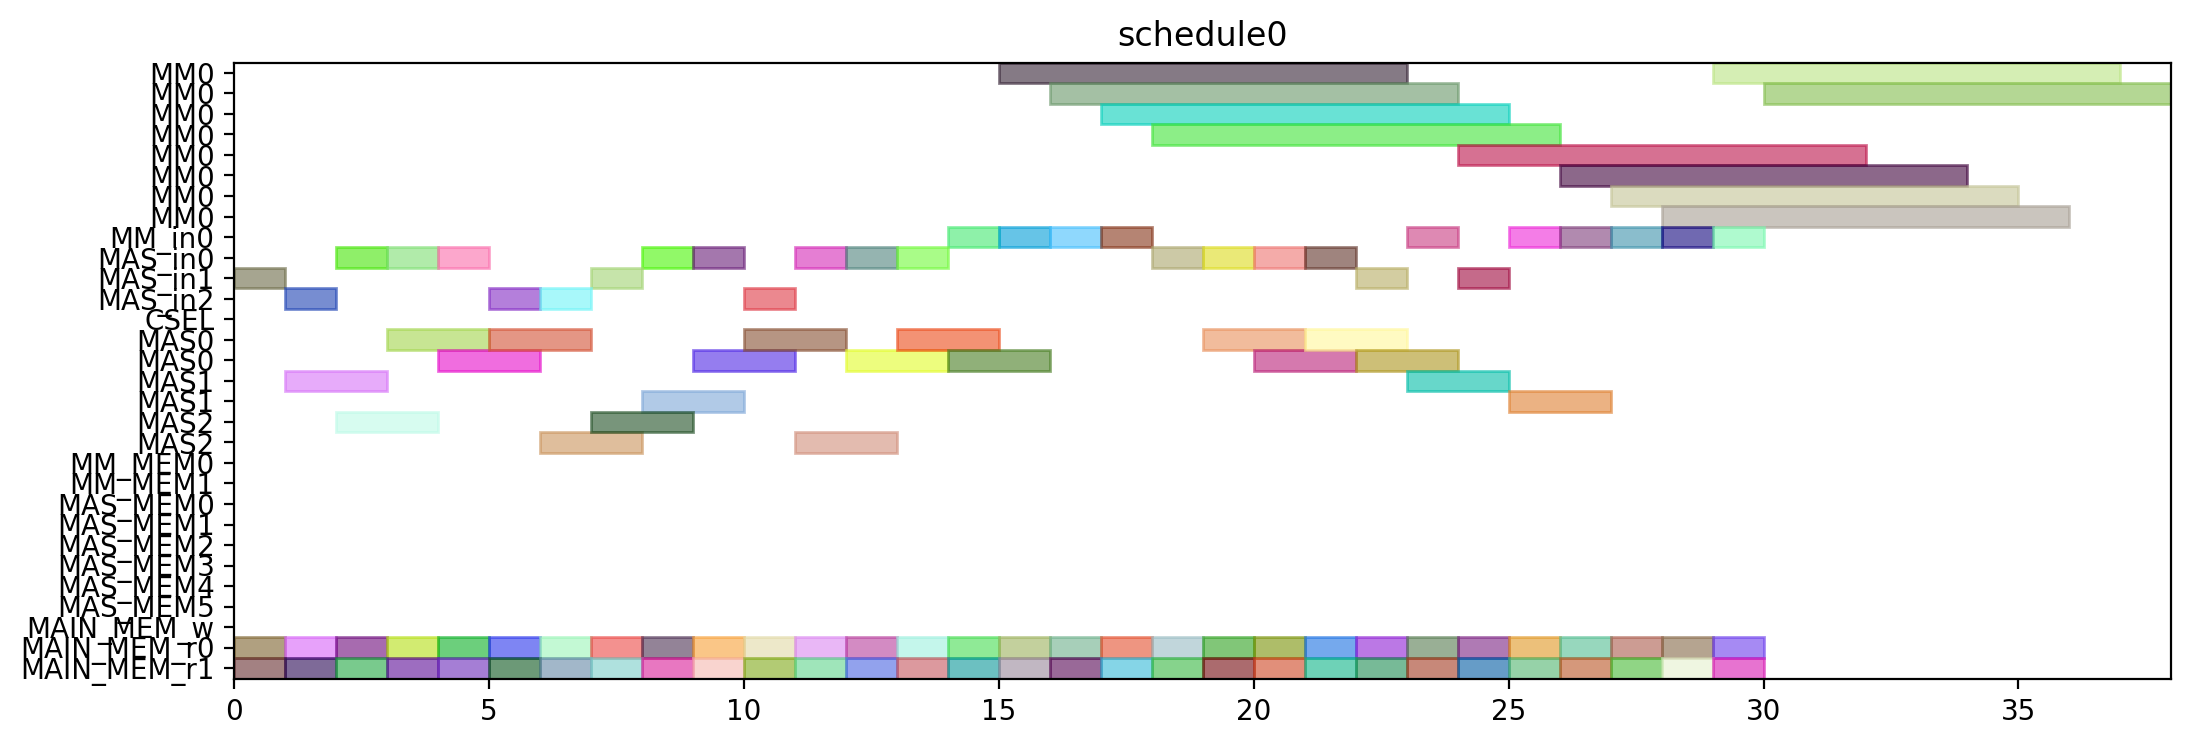 schedule0
MM0
MM0
MM0
MM0
MM0
MM0
MM0
MM0
MM_in0
MAS_in0
MAS_in1
MAS_in2
CSEL
MAS0
MAS0
MAS1
MAS1
MAS2
MAS2
MM_MEM0
MM_MEM1
MAS_MEM0
MAS_MEM1
MAS_MEM2
MAS_MEM3
MAS_MEM4
MAS_MEM5
MAIN_MEM_w
MAIN_MEM_r0
MAIN_MEM_r1
0 5 10 15 20 25 30 35